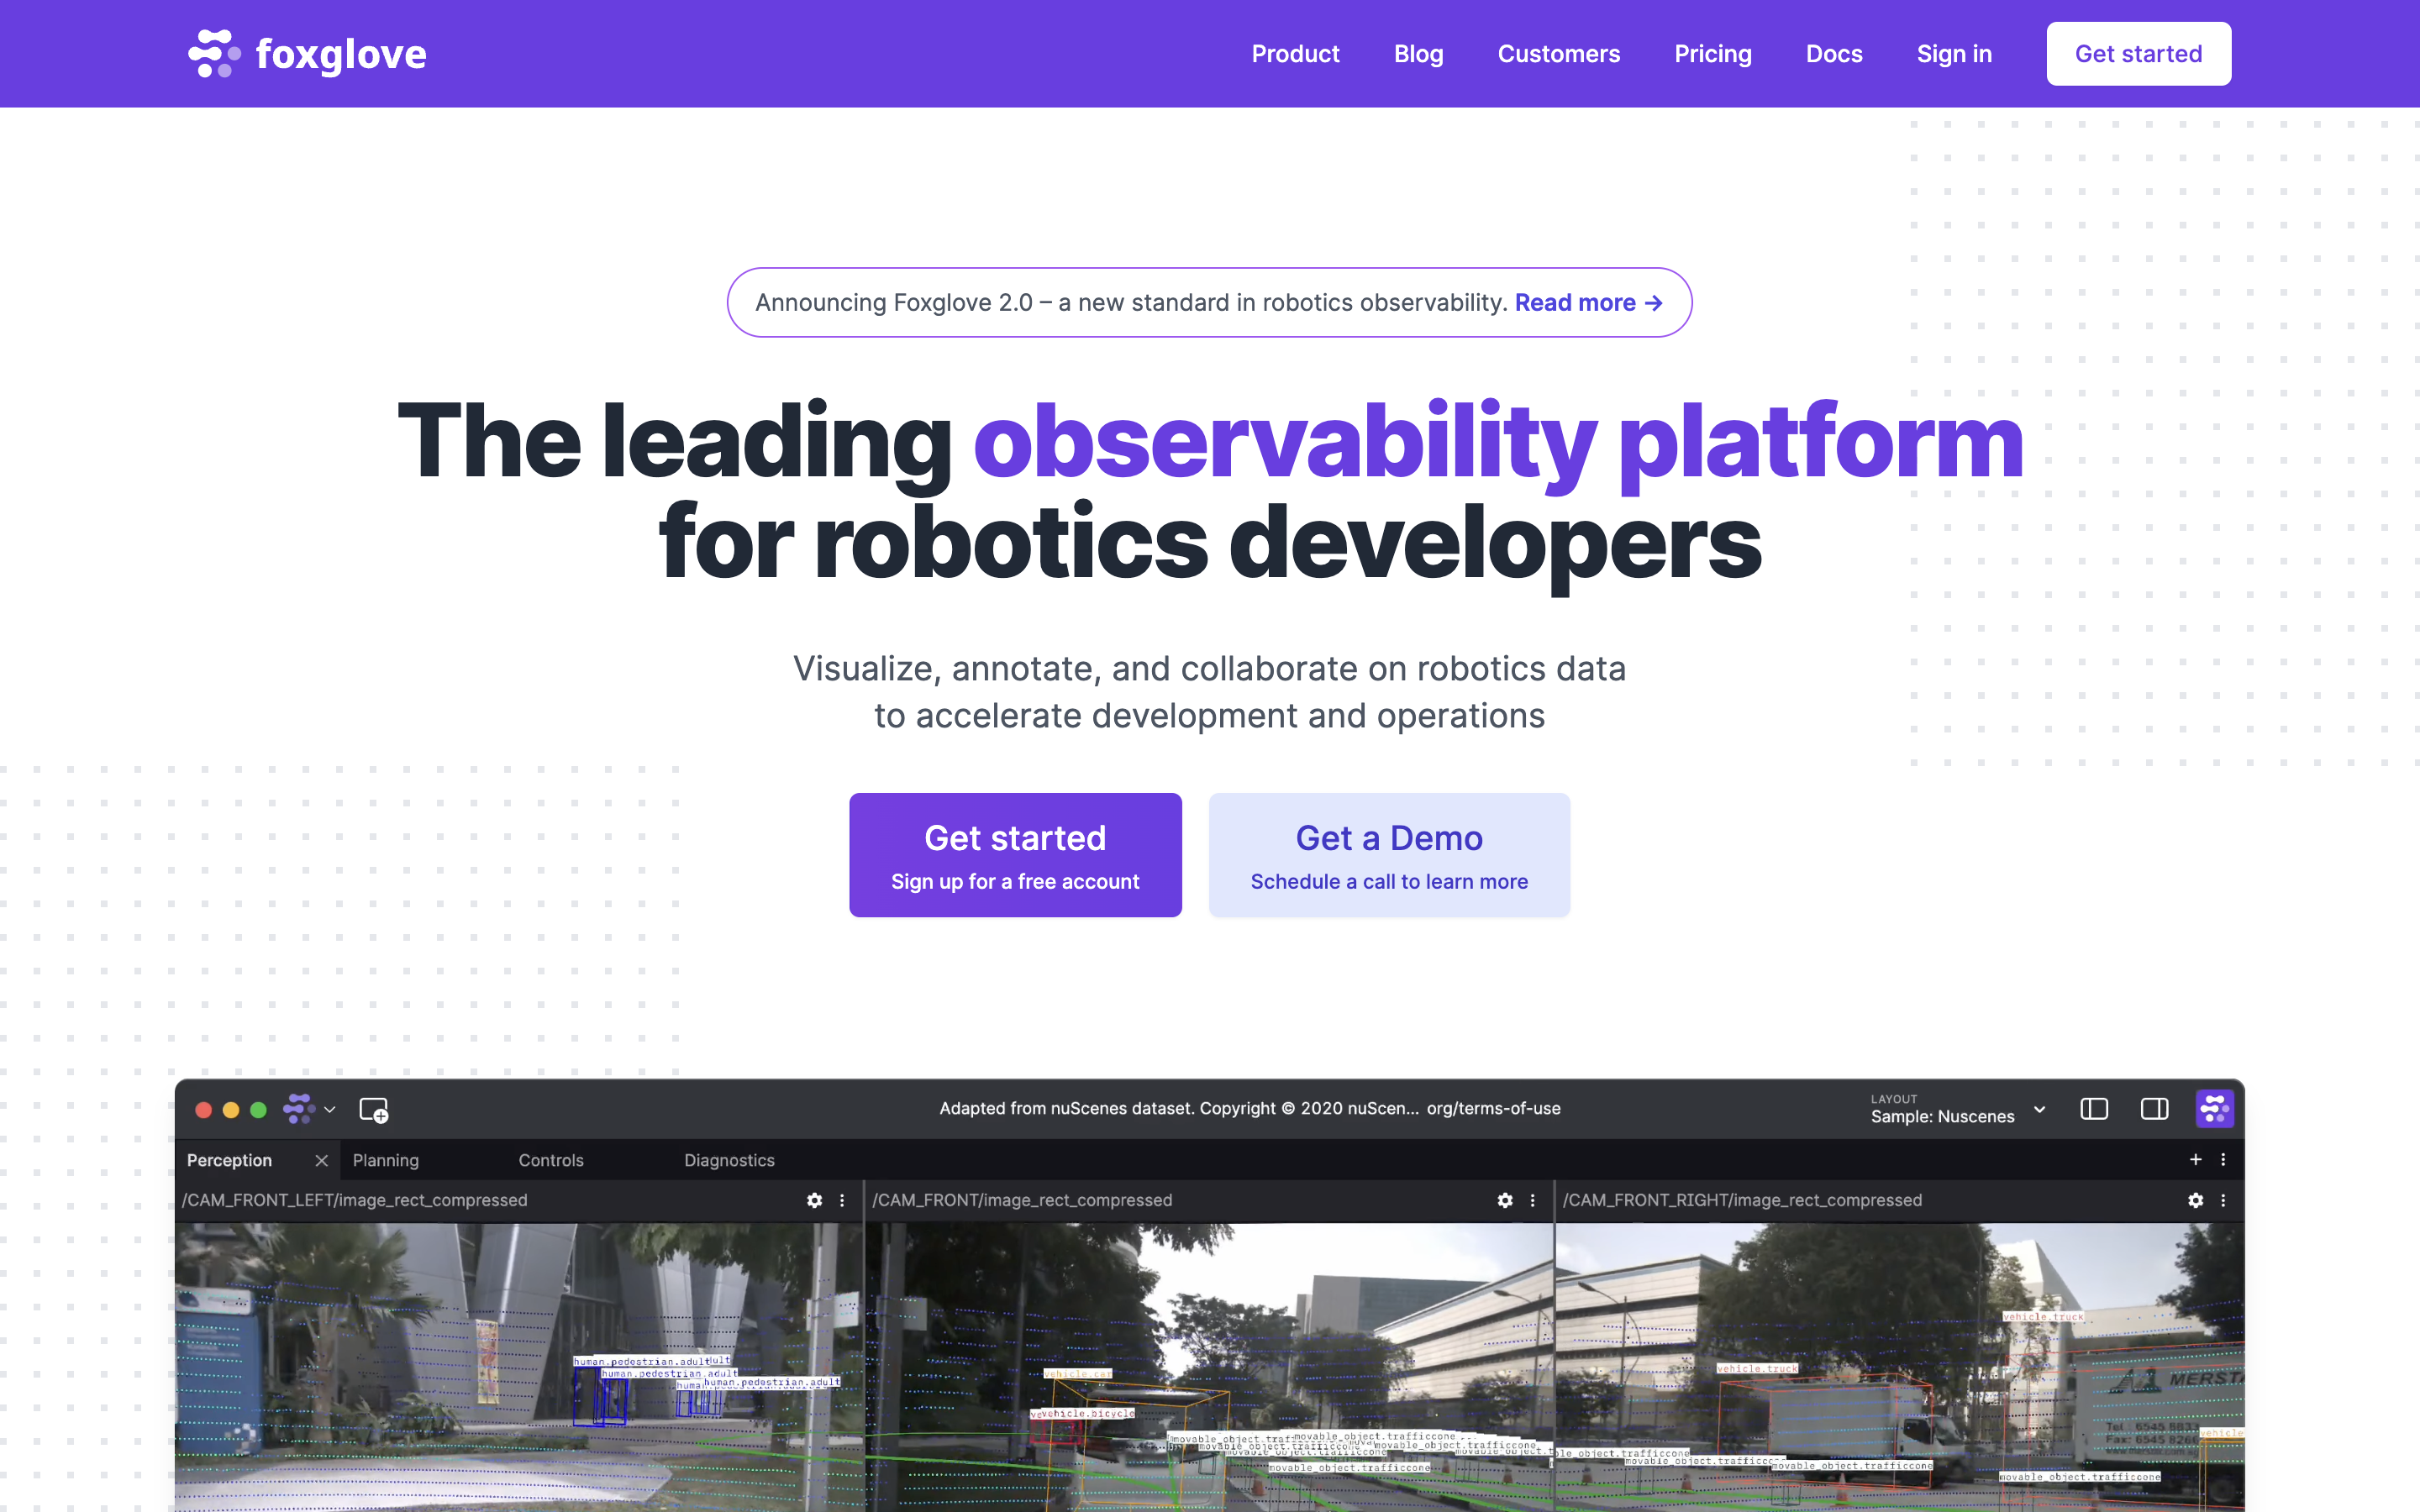 foxglove
Product Blog Customers Pricing Docs Sign in Get started
Announcing Foxglove 2.0 – a new standard in robotics observability. Read more →
The leading observability platform
for robotics developers
Visualize, annotate, and collaborate on robotics data
to accelerate development and operations
Get started
Sign up for a free account
Get a Demo
Schedule a call to learn more
Adapted from nuScenes dataset. Copyright © 2020 nuScen... org/terms-of-use
LAYOUT
Sample: Nuscenes
Perception Planning Controls Diagnostics
/CAM_FRONT_LEFT/image_rect_compressed
/CAM_FRONT/image_rect_compressed
/CAM_FRONT_RIGHT/image_rect_compressed
human.pedestrian.adult
human.pedestrian.adult
human.pedestrian.adult
vehicle.car
vehicle.bicycle
movable_object.trafficcone
movable_object.trafficcone
movable_object.trafficcone
vehicle.truck
vehicle.truck
MERSTA
vehicle
movable_object.trafficcone
movable_object.trafficcone